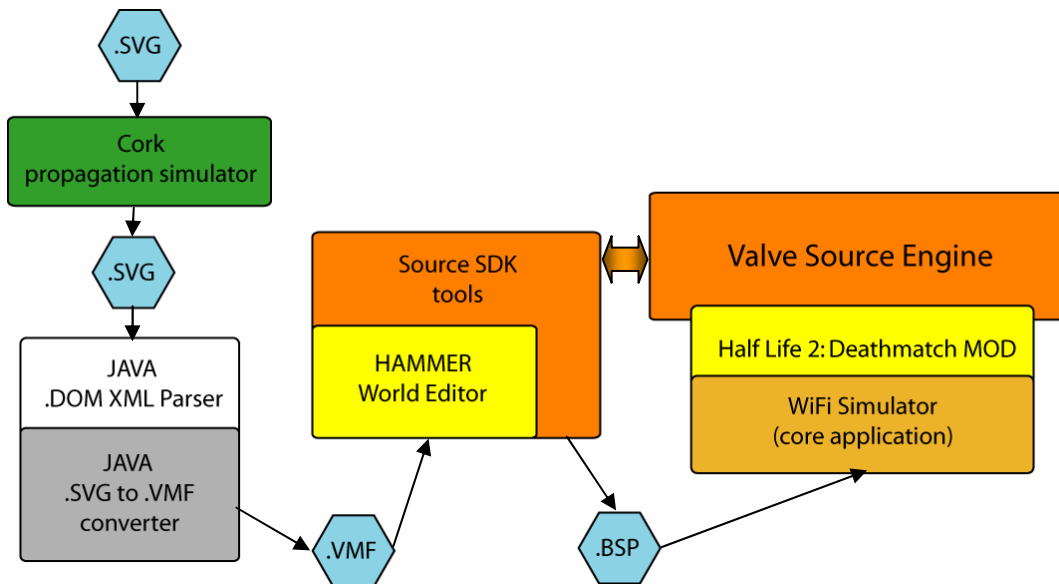 .SVG
Cork
propagation simulator
.SVG
JAVA
.DOM XML Parser
JAVA
.SVG to .VMF
converter
.VMF
Source SDK
tools
HAMMER
World Editor
.BSP
Valve Source Engine
Half Life 2: Deathmatch MOD
WiFi Simulator
(core application)